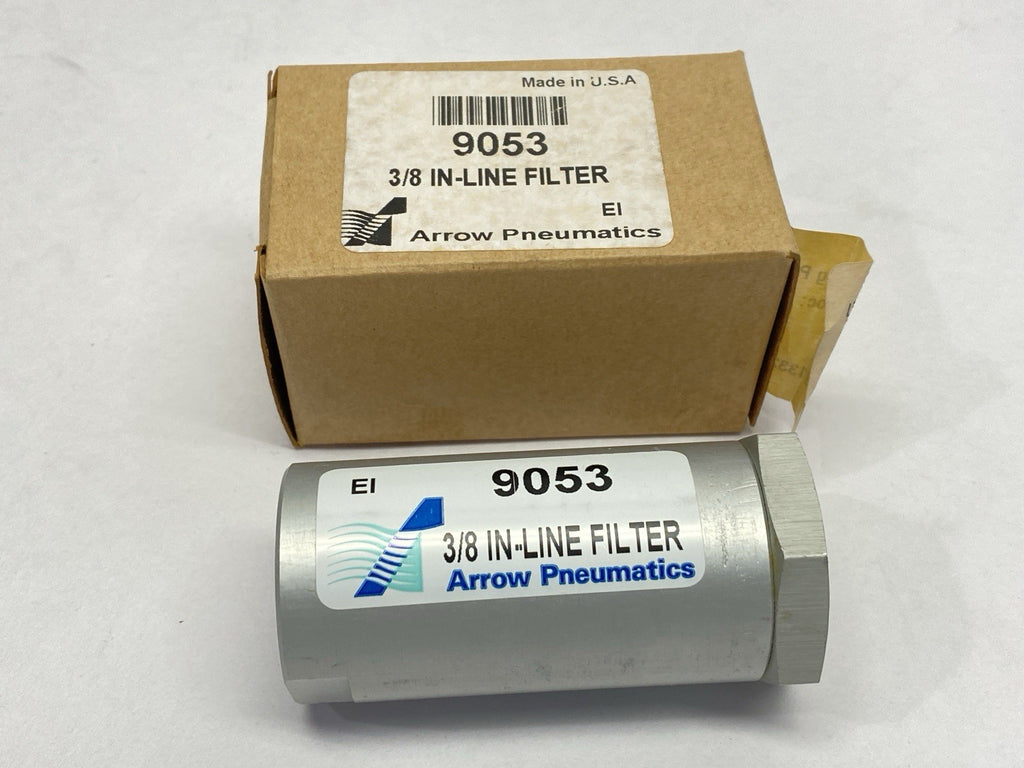 Made in U.S.A
9053
3/8 IN-LINE FILTER
EI
Arrow Pneumatics
EI
9053
3/8 IN-LINE FILTER
Arrow Pneumatics